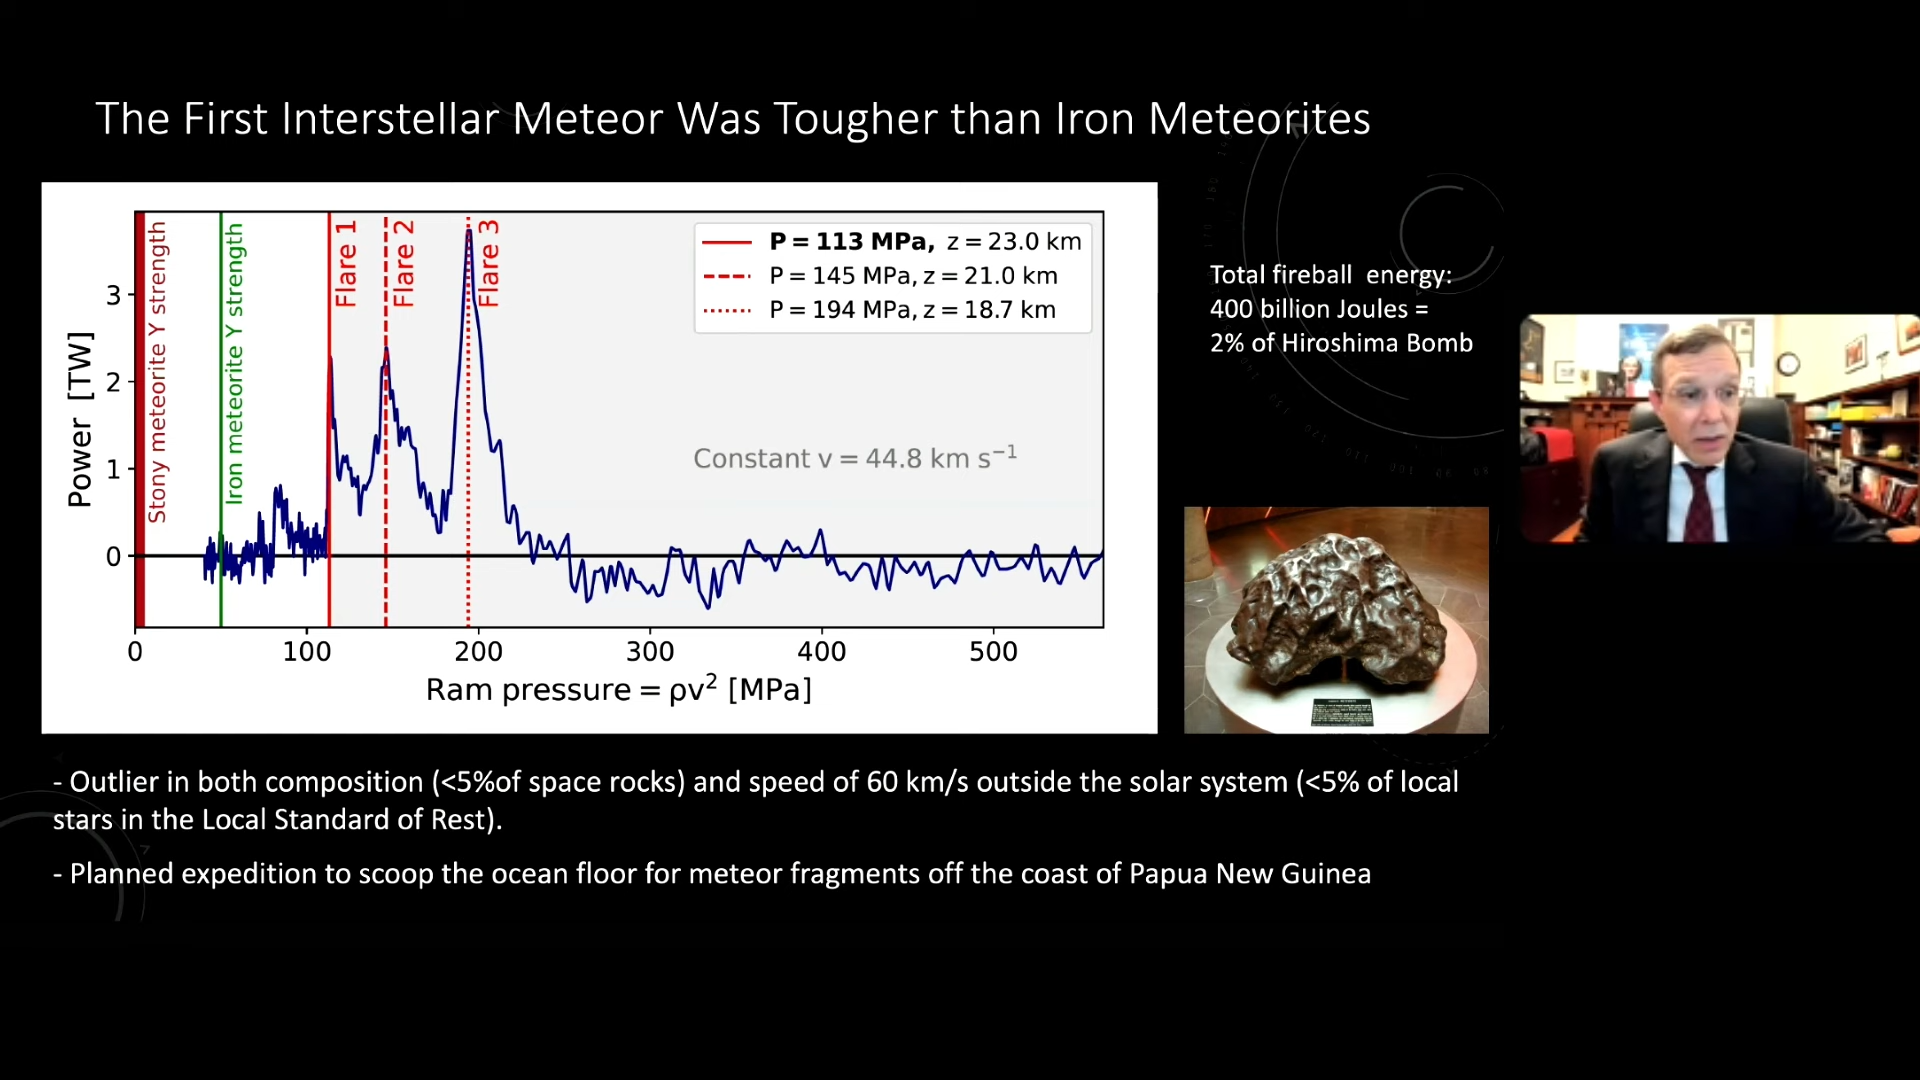 The First Interstellar Meteor Was Tougher than Iron Meteorites
Stony meteorite Y strength
Iron meteorite Y strength
Flare 1
Flare 2
Flare 3
P = 113 MPa, z = 23.0 km
P = 145 MPa, z = 21.0 km
P = 194 MPa, z = 18.7 km
Constant v = 44.8 km s⁻¹
Power [TW]
3
2
1
0
0 100 200 300 400 500
Ram pressure = ρv² [MPa]
Total fireball energy:
400 billion Joules =
2% of Hiroshima Bomb
- Outlier in both composition (<5%of space rocks) and speed of 60 km/s outside the solar system (<5% of local
stars in the Local Standard of Rest).
- Planned expedition to scoop the ocean floor for meteor fragments off the coast of Papua New Guinea